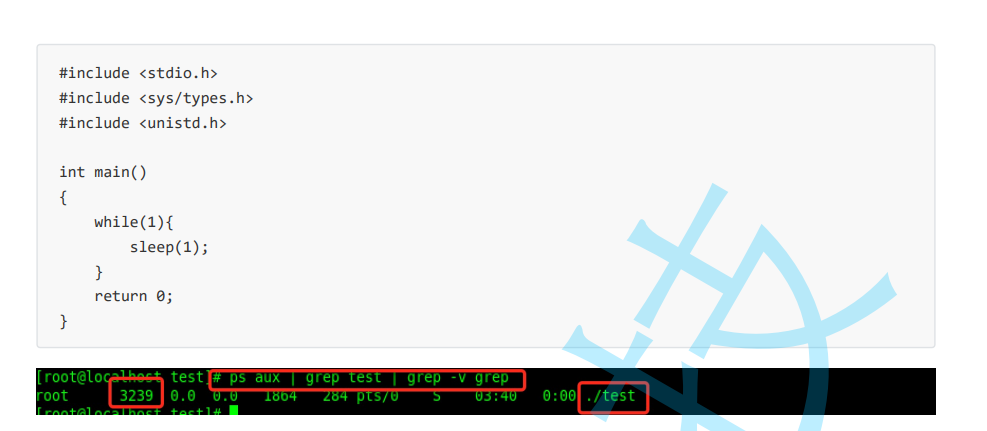 #include <stdio.h>
#include <sys/types.h>
#include <unistd.h>
int main()
{
    while(1){
        sleep(1);
    }
    return 0;
}
[root@localhost test]# ps aux | grep test | grep -v grep
root 3239 0.0 0.0 1864 284 pts/0 S 03:40 0:00 ./test
[root@localhost test]#